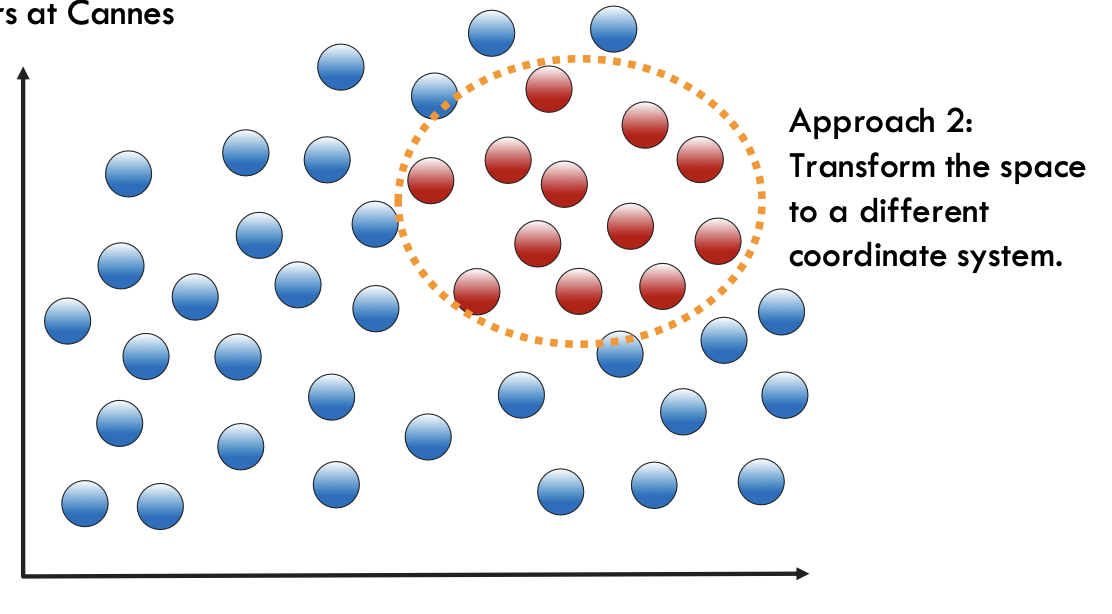 rs at Cannes
Approach 2:
Transform the space
to a different
coordinate system.